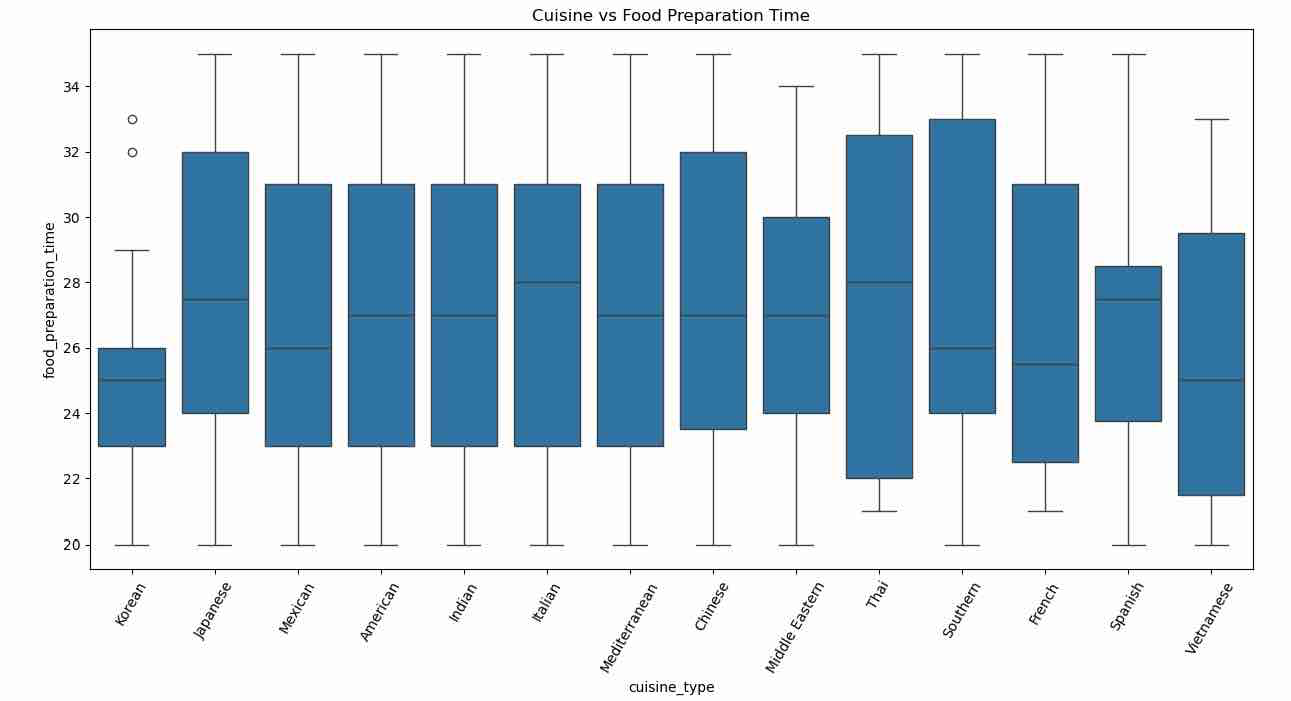 Cuisine vs Food Preparation Time
food_preparation_time
34
32
30
28
26
24
22
20
Korean
Japanese
Mexican
American
Indian
Italian
Mediterranean
Chinese
Middle Eastern
Thai
Southern
French
Spanish
Vietnamese
cuisine_type